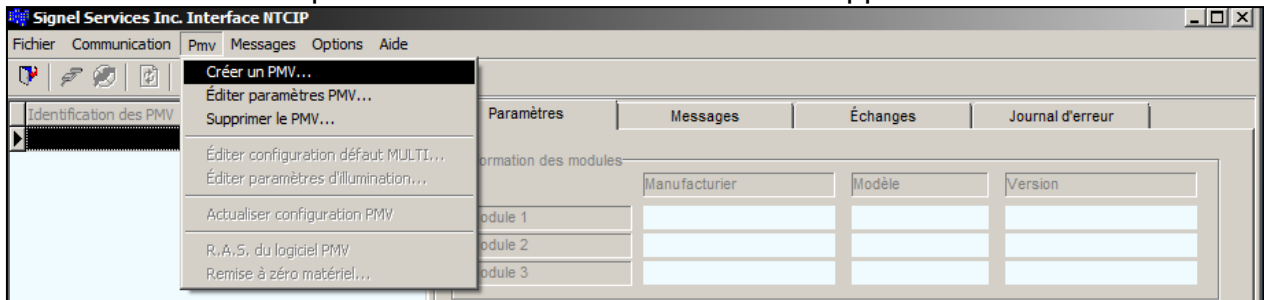 Signel Services Inc. Interface NTCIP
Fichier Communication Pmv Messages Options Aide
Créer un PMV...
Éditer paramètres PMV...
Supprimer le PMV...
Éditer configuration défaut MULTI...
Éditer paramètres d'illumination...
Actualiser configuration PMV
R.A.S. du logiciel PMV
Remise à zéro matériel...
Identification des PMV
Paramètres Messages Échanges Journal d'erreur
ormation des modules
Manufacturier Modèle Version
odule 1
odule 2
odule 3